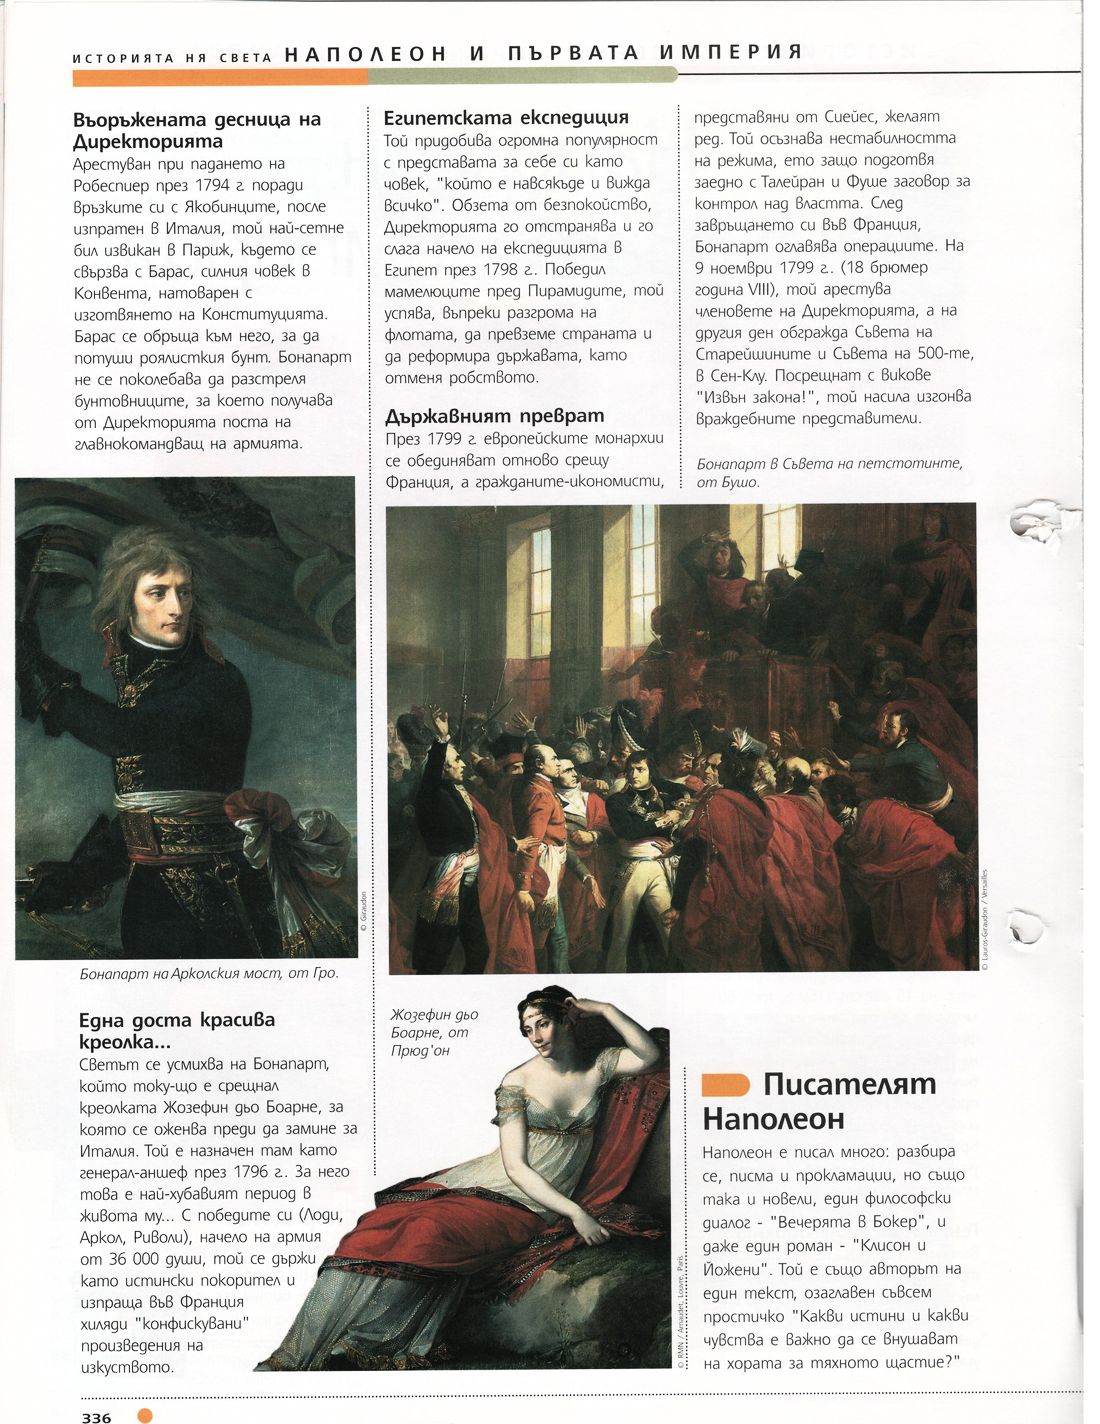 ИСТОРИЯТА НЯ СВЕТА НАПОЛЕОН И ПЪРВАТА ИМПЕРИЯ
Въоръжената десница на
Директорията
Арестуван при падането на
Робеспиер през 1794 г. поради
връзките си с Якобинците, после
изпратен в Италия, той най-сетне
бил извикан в Париж, където се
свързва с Барас, силния човек в
Конвента, натоварен с
изготвянето на Конституцията.
Барас се обръща към него, за да
потуши роялисткия бунт. Бонапарт
не се поколебава да разстреля
бунтовниците, за което получава
от Директорията поста на
главнокомандващ на армията.
© Giraudon
Бонапарт на Арколския мост, от Гро.
Една доста красива
креолка...
Светът се усмихва на Бонапарт,
който току-що е срещнал
креолката Жозефин дьо Боарне, за
която се оженва преди да замине за
Италия. Той е назначен там като
генерал-аншеф през 1796 г. За него
това е най-хубавият период в
живота му... С победите си (Лоди,
Аркол, Риволи), начело на армия
от 36 000 души, той се държи
като истински покорител и
изпраща във Франция
хиляди "конфискувани"
произведения на
изкуството.
Египетската експедиция
Той придобива огромна популярност
с представата за себе си като
човек, "който е навсякъде и вижда
всичко". Обзета от безпокойство,
Директорията го отстранява и го
слага начело на експедицията в
Египет през 1798 г. Победил
мамелюците пред Пирамидите, той
успява, въпреки разгрома на
флотата, да превземе страната и
да реформира държавата, като
отменя робството.
Държавният преврат
През 1799 г. европейските монархии
се обединяват отново срещу
Франция, а гражданите-икономисти,
представяни от Сиейес, желаят
ред. Той осъзнава нестабилността
на режима, ето защо подготвя
заедно с Талейран и Фуше заговор за
контрол над властта. След
завръщането си във Франция,
Бонапарт оглавява операциите. На
9 ноември 1799 г. (18 брюмер
година VIII), той арестува
членовете на Директорията, а на
другия ден обгражда Съвета на
Старейшините и Съвета на 500-те,
в Сен-Клу. Посрещнат с викове
"Извън закона!", той насила изгонва
враждебните представители.
Бонапарт в Съвета на петстотинте,
от Бушо.
© Lauros-Giraudon / Versailles
Жозефин дьо
Боарне, от
Прюд'он
© RMN / Arnaudet, Louvre, Paris
Писателят
Наполеон
Наполеон е писал много: разбира
се, писма и прокламации, но също
така и новели, един философски
диалог - "Вечерята в Бокер", и
даже един роман - "Клисон и
Йожени". Той е също авторът на
един текст, озаглавен съвсем
простичко "Какви истини и какви
чувства е важно да се внушават
на хората за тяхното щастие?"
336